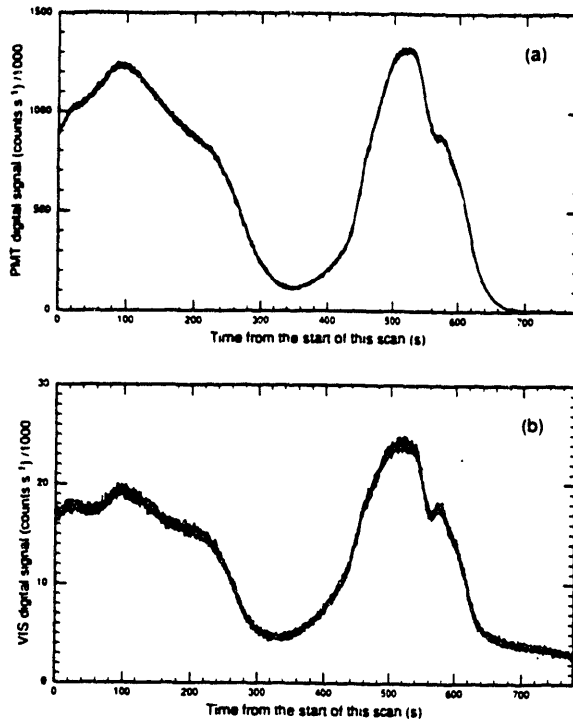 1500
(a)
1000
500
0
PMT digital signal (counts s⁻¹) /1000
0 100 200 300 400 500 600 700
Time from the start of this scan (s)
30
(b)
20
10
0
VIS digital signal (counts s⁻¹) /1000
0 100 200 300 400 500 600 700
Time from the start of this scan (s)